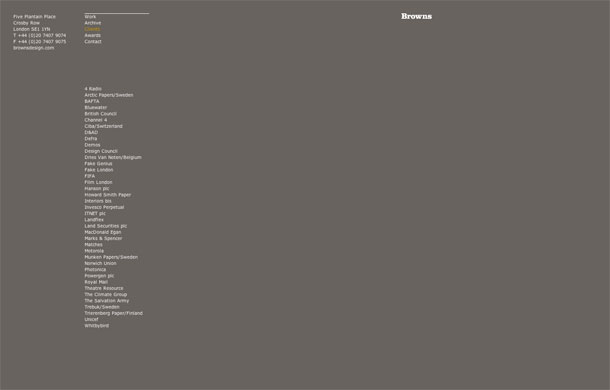 Five Plantain Place
Crosby Row
London SE1 1YN
T +44 (0)20 7407 9074
F +44 (0)20 7407 9075
brownsdesign.com
Work
Archive
Clients
Awards
Contact
Browns
4 Radio
Arctic Papers/Sweden
BAFTA
Bluewater
British Council
Channel 4
Ciba/Switzerland
D&AD
Defra
Demos
Design Council
Dries Van Noten/Belgium
Fake Genius
Fake London
FIFA
Film London
Hanson plc
Howard Smith Paper
Interiors bis
Invesco Perpetual
ITNET plc
Landflex
Land Securities plc
MacDonald Egan
Marks & Spencer
Matches
Motorola
Munken Papers/Sweden
Norwich Union
Photonica
Powergen plc
Royal Mail
Theatre Resource
The Climate Group
The Salvation Army
Trebuk/Sweden
Trierenberg Paper/Finland
Unicef
Whitbybird